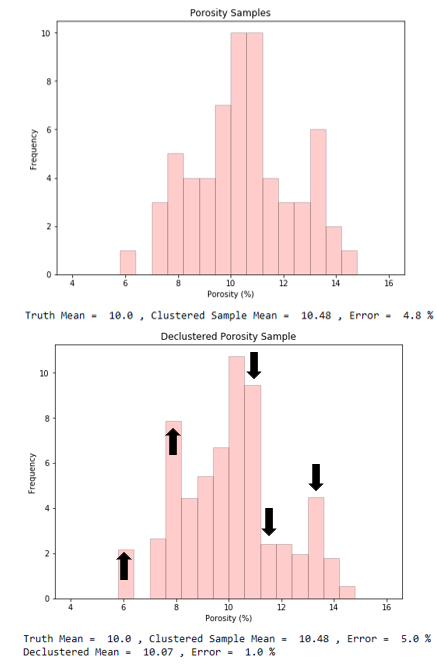 Porosity Samples
10
8
6
4
2
0
Frequency
4 6 8 10 12 14 16
Porosity (%)
Truth Mean =  10.0 , Clustered Sample Mean =  10.48 , Error =  4.8 %
Declustered Porosity Sample
10
8
6
4
2
0
Frequency
4 6 8 10 12 14 16
Porosity (%)
Truth Mean =  10.0 , Clustered Sample Mean =  10.48 , Error =  5.0 %
Declustered Mean =  10.07 , Error =  1.0 %